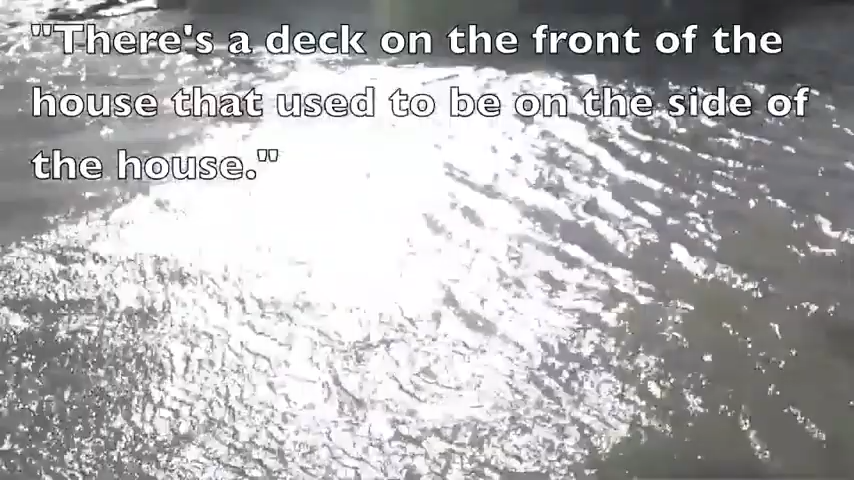 "There's a deck on the front of the
house that used to be on the side of
the house."